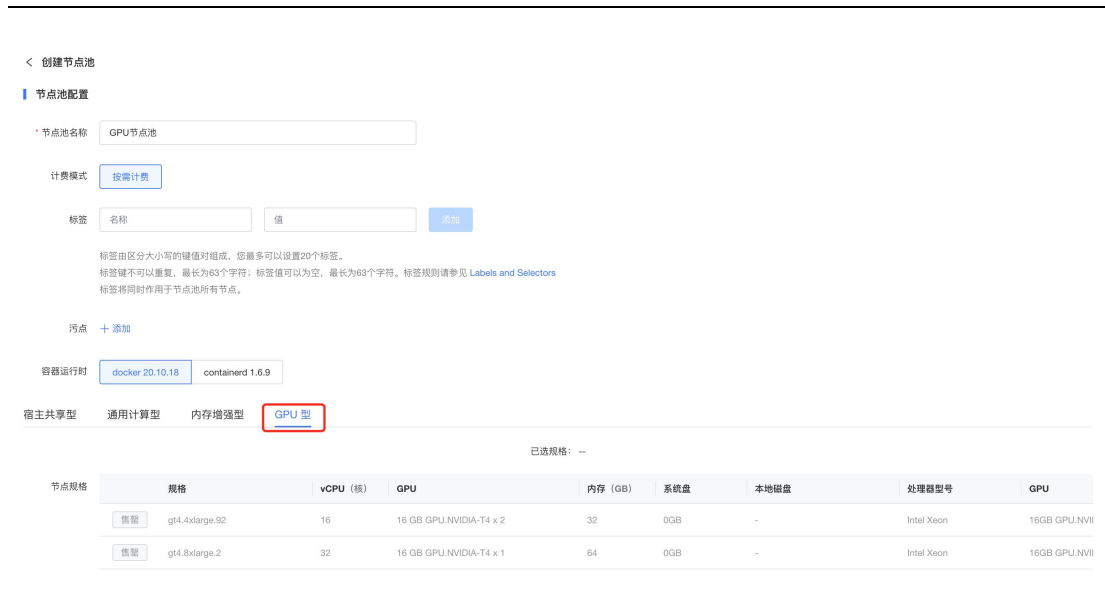 创建节点池
节点池配置
* 节点池名称 GPU节点池
计费模式 按需计费
标签 名称 值 添加
标签由区分大小写的键值对组成，您最多可以设置20个标签。
标签键不可以重复，最长为63个字符；标签值可以为空，最长为63个字符。标签规则请参见 Labels and Selectors
标签将同时作用于节点池所有节点。
污点 + 添加
容器运行时 docker 20.10.18 containerd 1.6.9
宿主共享型 通用计算型 内存增强型 GPU 型
已选规格： --
节点规格 规格 vCPU（核） GPU 内存（GB） 系统盘 本地磁盘 处理器型号 GPU
售罄 gt4.4xlarge.92 16 16 GB GPU.NVIDIA-T4 x 2 32 0GB - Intel Xeon 16GB GPU.NVII
售罄 gt4.8xlarge.2 32 16 GB GPU.NVIDIA-T4 x 1 64 0GB - Intel Xeon 16GB GPU.NVII